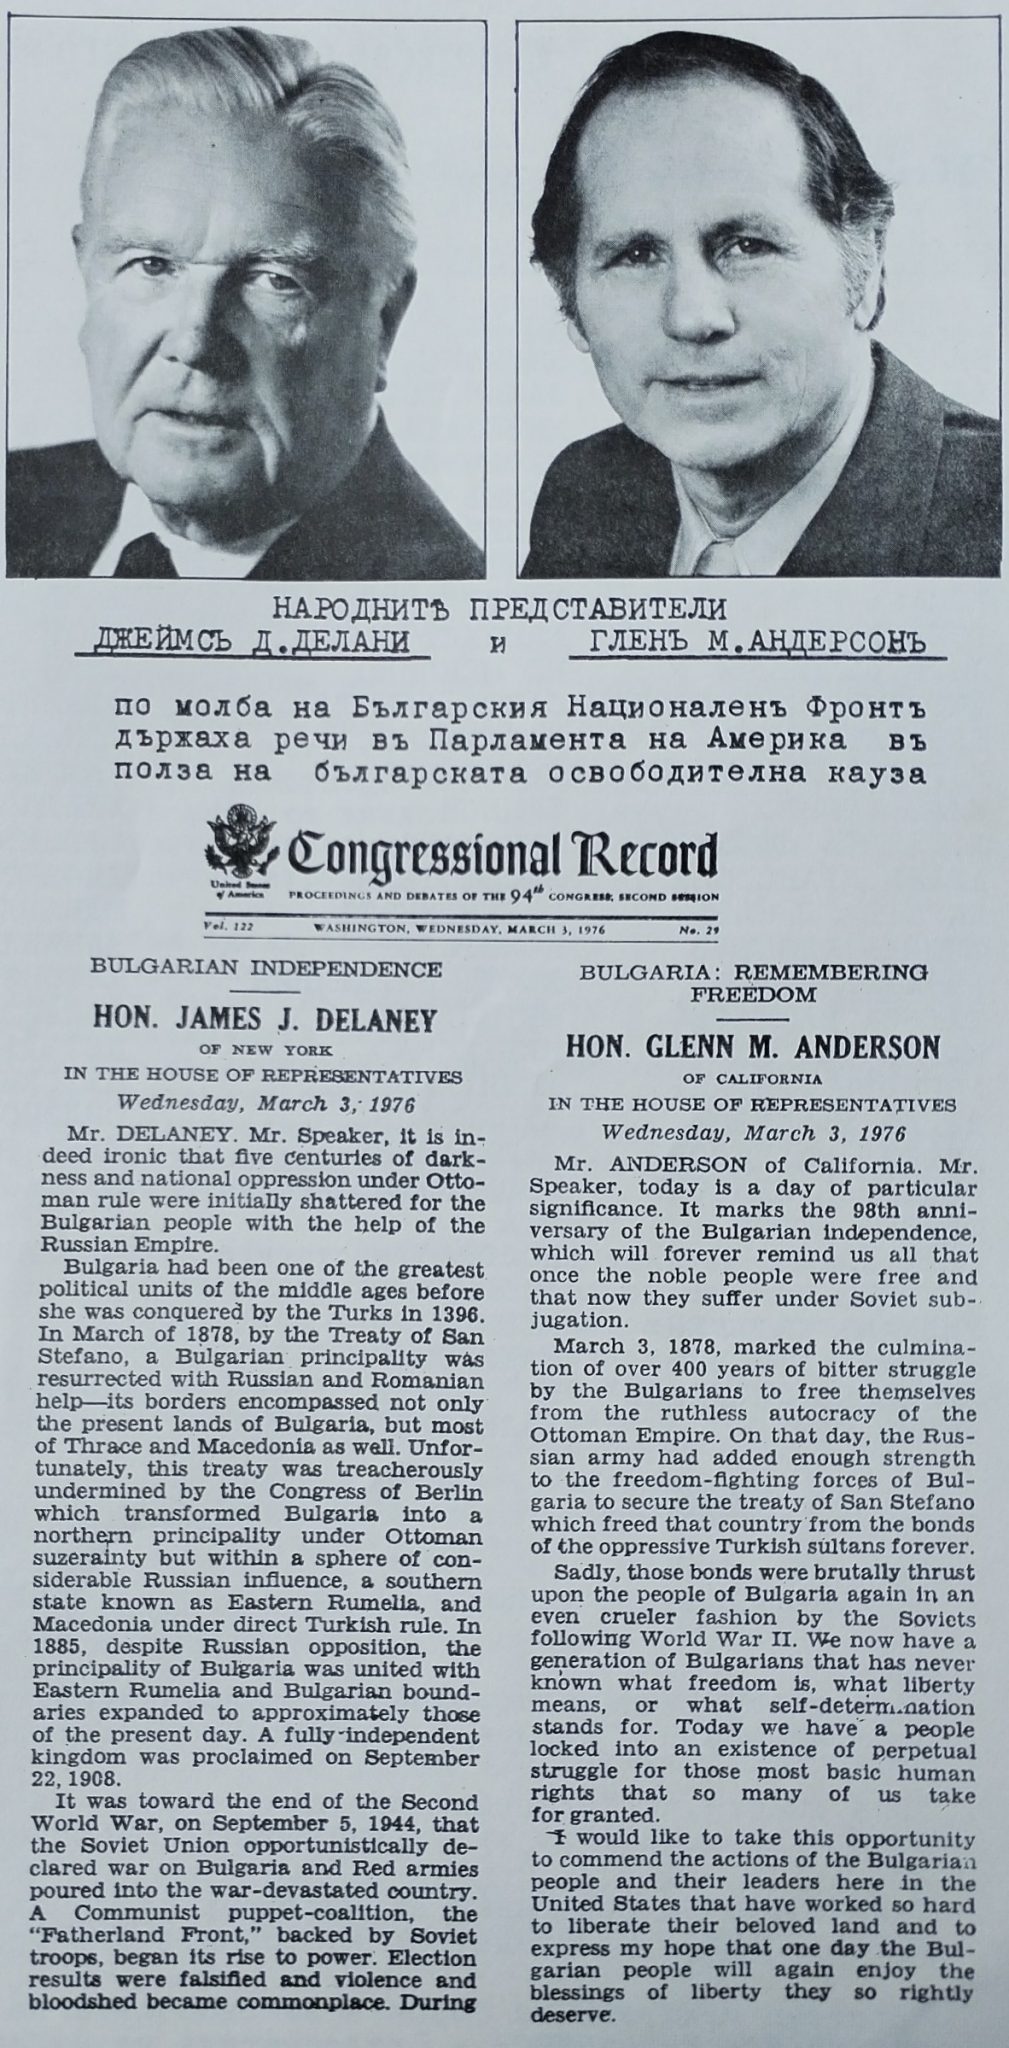 НАРОДНИТѢ ПРЕДСТАВИТЕЛИ
ДЖЕЙМСЪ Д.ДЕЛАНИ и ГЛЕНЪ М.АНДЕРСОНЪ
по молба на Българския Националенъ Фронтъ
държаха речи въ Парламента на Америка въ
полза на българската освободителна кауза
United States
of America
Congressional Record
PROCEEDINGS AND DEBATES OF THE 94th CONGRESS, SECOND SESSION
Vol. 122 WASHINGTON, WEDNESDAY, MARCH 3, 1976 No. 29
BULGARIAN INDEPENDENCE
HON. JAMES J. DELANEY
OF NEW YORK
IN THE HOUSE OF REPRESENTATIVES
Wednesday, March 3, 1976
Mr. DELANEY. Mr. Speaker, it is in-
deed ironic that five centuries of dark-
ness and national oppression under Otto-
man rule were initially shattered for the
Bulgarian people with the help of the
Russian Empire.
Bulgaria had been one of the greatest
political units of the middle ages before
she was conquered by the Turks in 1396.
In March of 1878, by the Treaty of San
Stefano, a Bulgarian principality was
resurrected with Russian and Romanian
help—its borders encompassed not only
the present lands of Bulgaria, but most
of Thrace and Macedonia as well. Unfor-
tunately, this treaty was treacherously
undermined by the Congress of Berlin
which transformed Bulgaria into a
northern principality under Ottoman
suzerainty but within a sphere of con-
siderable Russian influence, a southern
state known as Eastern Rumelia, and
Macedonia under direct Turkish rule. In
1885, despite Russian opposition, the
principality of Bulgaria was united with
Eastern Rumelia and Bulgarian bound-
aries expanded to approximately those
of the present day. A fully independent
kingdom was proclaimed on September
22, 1908.
It was toward the end of the Second
World War, on September 5, 1944, that
the Soviet Union opportunistically de-
clared war on Bulgaria and Red armies
poured into the war-devastated country.
A Communist puppet-coalition, the
"Fatherland Front," backed by Soviet
troops, began its rise to power. Election
results were falsified and violence and
bloodshed became commonplace. During
BULGARIA: REMEMBERING
FREEDOM
HON. GLENN M. ANDERSON
OF CALIFORNIA
IN THE HOUSE OF REPRESENTATIVES
Wednesday, March 3, 1976
Mr. ANDERSON of California. Mr.
Speaker, today is a day of particular
significance. It marks the 98th anni-
versary of the Bulgarian independence,
which will forever remind us all that
once the noble people were free and
that now they suffer under Soviet sub-
jugation.
March 3, 1878, marked the culmina-
tion of over 400 years of bitter struggle
by the Bulgarians to free themselves
from the ruthless autocracy of the
Ottoman Empire. On that day, the Rus-
sian army had added enough strength
to the freedom-fighting forces of Bul-
garia to secure the treaty of San Stefano
which freed that country from the bonds
of the oppressive Turkish sultans forever.
Sadly, those bonds were brutally thrust
upon the people of Bulgaria again in an
even crueler fashion by the Soviets
following World War II. We now have a
generation of Bulgarians that has never
known what freedom is, what liberty
means, or what self-determination
stands for. Today we have a people
locked into an existence of perpetual
struggle for those most basic human
rights that so many of us take
for granted.
I would like to take this opportunity
to commend the actions of the Bulgarian
people and their leaders here in the
United States that have worked so hard
to liberate their beloved land and to
express my hope that one day the Bul-
garian people will again enjoy the
blessings of liberty they so rightly
deserve.